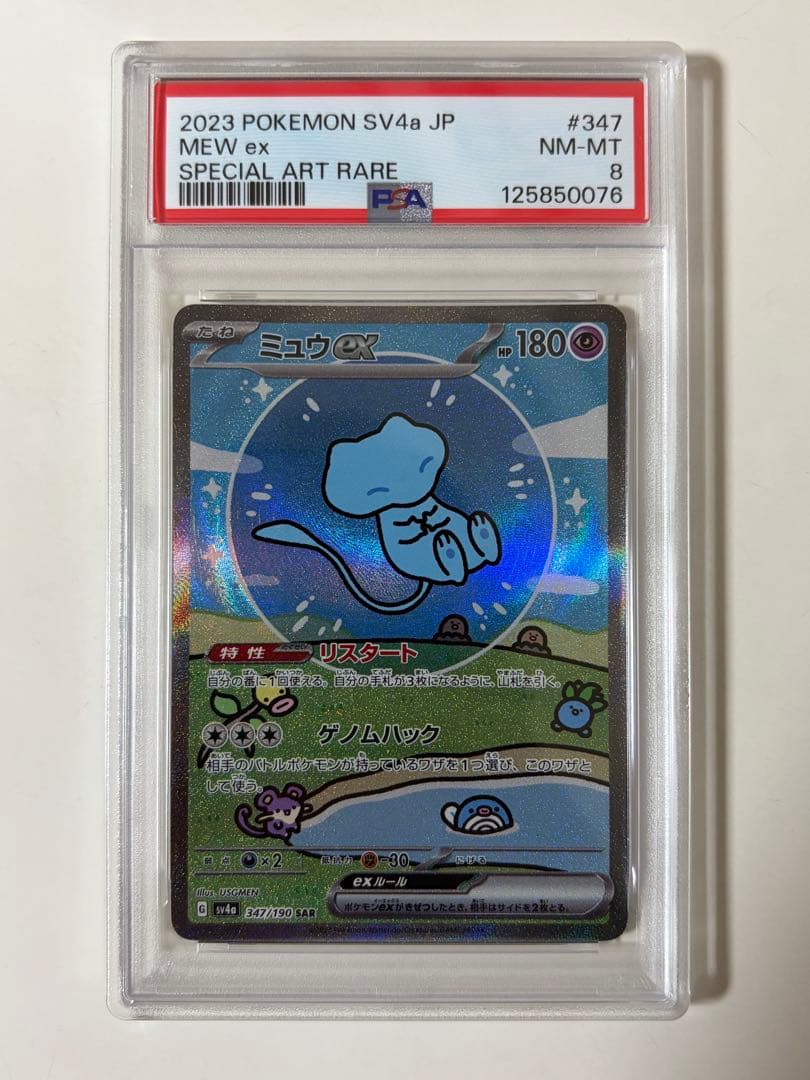 2023 POKEMON SV4a JP #347
MEW ex NM-MT
SPECIAL ART RARE 8
PSA 125850076
たね ミュウex HP 180
特性 リスタート
自分の番に1回使える。自分の手札が3枚になるように、山札を引く。
ゲノムハック
相手のバトルポケモンが持っているワザを1つ選び、このワザと
して使う。
弱点 ×2 抵抗力 -30 にげる
exルール
ポケモンexがきぜつしたとき、相手はサイドを2枚とる。
Illus. USGMEN
G sv4a 347/190 SAR